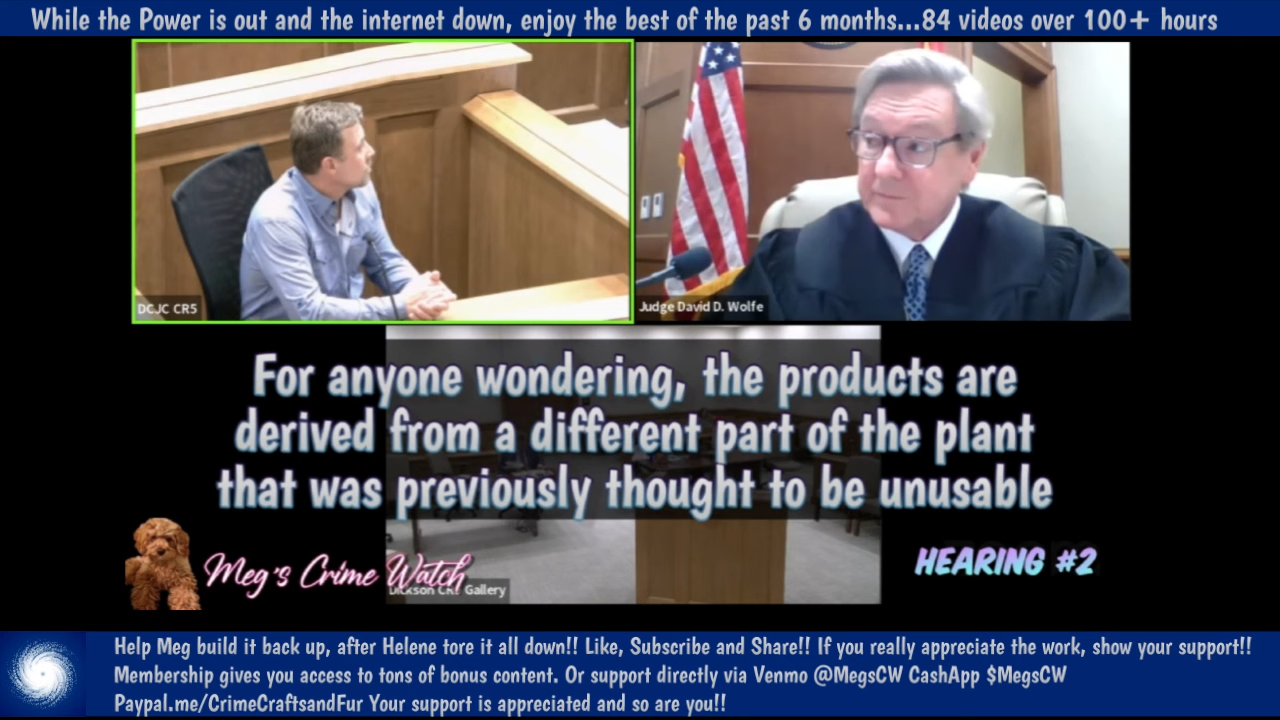 While the Power is out and the internet down, enjoy the best of the past 6 months...84 videos over 100+ hours
DCJC CR5
Judge David D. Wolfe
For anyone wondering, the products are
derived from a different part of the plant
that was previously thought to be unusable
Meg's Crime Watch
HEARING #2
Dickson CR? Gallery
Help Meg build it back up, after Helene tore it all down!! Like, Subscribe and Share!! If you really appreciate the work, show your support!!
Membership gives you access to tons of bonus content. Or support directly via Venmo @MegsCW CashApp $MegsCW
Paypal.me/CrimeCraftsandFur Your support is appreciated and so are you!!